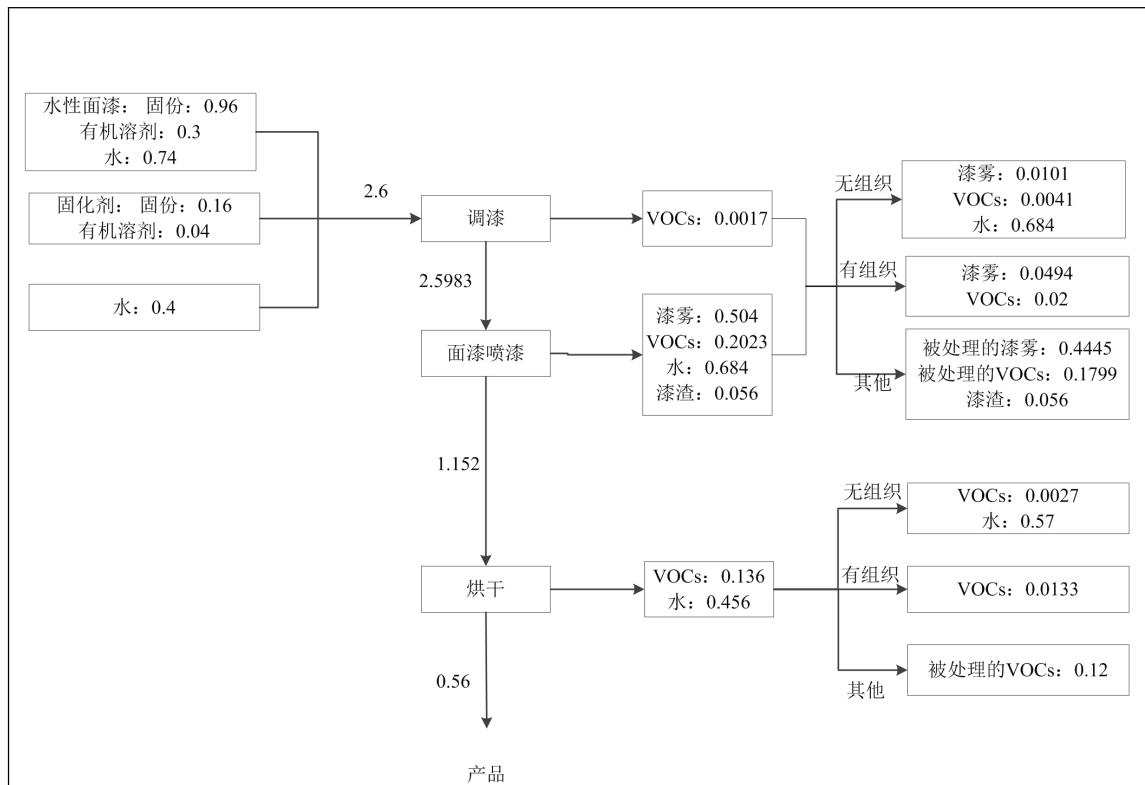 水性面漆： 固份：0.96
有机溶剂：0.3
水：0.74
固化剂： 固份：0.16
有机溶剂：0.04
水：0.4
2.6
调漆
2.5983
面漆喷漆
1.152
烘干
0.56
产品
VOCs：0.0017
漆雾：0.504
VOCs：0.2023
水：0.684
漆渣：0.056
无组织
漆雾：0.0101
VOCs：0.0041
水：0.684
有组织
漆雾：0.0494
VOCs：0.02
其他
被处理的漆雾：0.4445
被处理的VOCs：0.1799
漆渣：0.056
VOCs：0.136
水：0.456
无组织
VOCs：0.0027
水：0.57
有组织
VOCs：0.0133
其他
被处理的VOCs：0.12